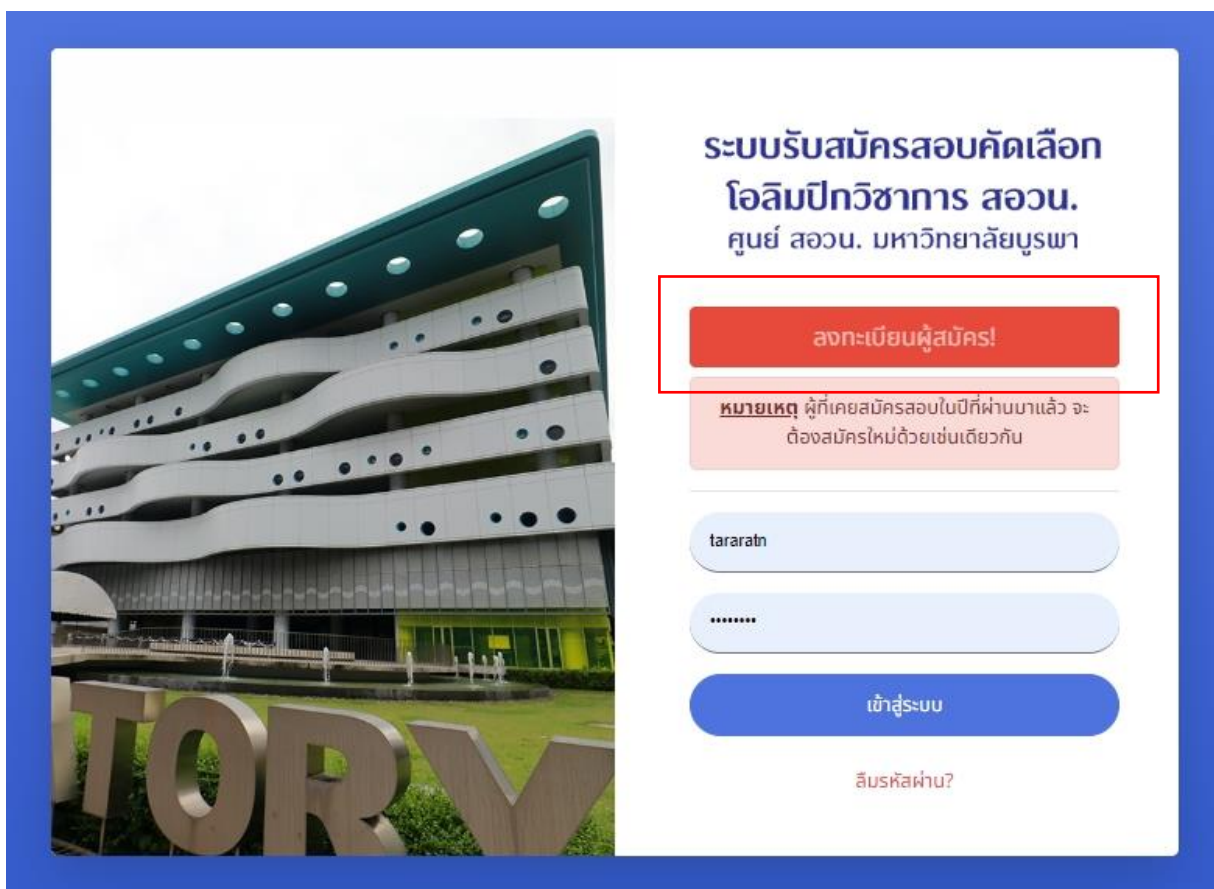 ระบบรับสมัครสอบคัดเลือก
โอลิมปิกวิชาการ สอวน.
ศูนย์ สอวน. มหาวิทยาลัยบูรพา
ลงทะเบียนผู้สมัคร!
หมายเหตุ ผู้ที่เคยสมัครสอบในปีที่ผ่านมาแล้ว จะ
ต้องสมัครใหม่ด้วยเช่นเดียวกัน
tararatn
••••••••
เข้าสู่ระบบ
ลืมรหัสผ่าน?
TORY